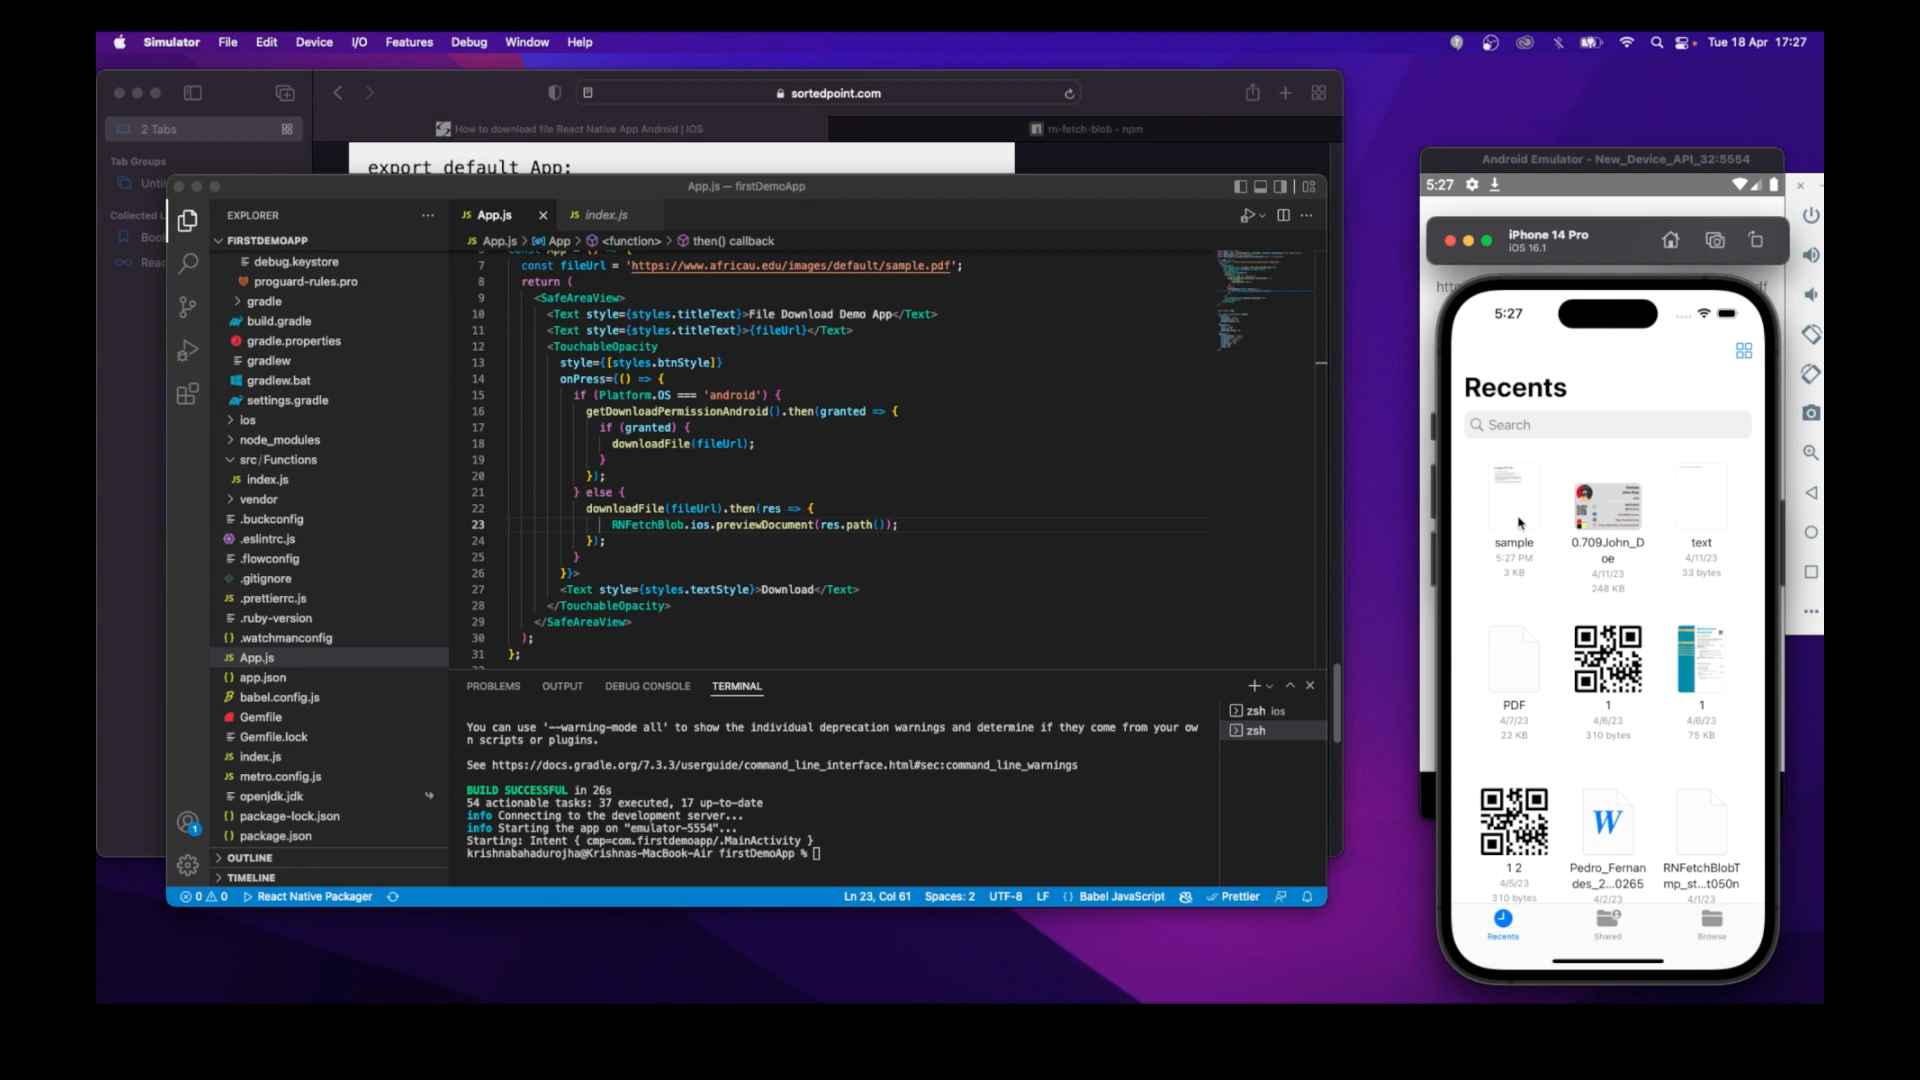 Simulator File Edit Device I/O Features Debug Window Help
Tue 18 Apr 17:27
sortedpoint.com
2 Tabs
How to download file React Native App Android | IOS
rn-fetch-blob - npm
Tab Groups
export default App;
App.js — firstDemoApp
EXPLORER
FIRSTDEMOAPP
debug.keystore
proguard-rules.pro
gradle
build.gradle
gradle.properties
gradlew
gradlew.bat
settings.gradle
ios
node_modules
src/Functions
JS index.js
vendor
.buckconfig
.eslintrc.js
.flowconfig
.gitignore
JS .prettierrc.js
.ruby-version
{} .watchmanconfig
JS App.js
{} app.json
babel.config.js
Gemfile
Gemfile.lock
JS index.js
JS metro.config.js
openjdk.jdk
{} package-lock.json
{} package.json
OUTLINE
TIMELINE
JS App.js
JS index.js
JS App.js > App > <function> > then() callback
7 const fileUrl = 'https://www.africau.edu/images/default/sample.pdf';
8 return (
9 <SafeAreaView>
10 <Text style={styles.titleText}>File Download Demo App</Text>
11 <Text style={styles.titleText}>{fileUrl}</Text>
12 <TouchableOpacity
13 style={[styles.btnStyle]}
14 onPress={() => {
15 if (Platform.OS === 'android') {
16 getDownloadPermissionAndroid().then(granted => {
17 if (granted) {
18 downloadFile(fileUrl);
19 }
20 });
21 } else {
22 downloadFile(fileUrl).then(res => {
23 RNFetchBlob.ios.previewDocument(res.path());
24 });
25 }
26 }}>
27 <Text style={styles.textStyle}>Download</Text>
28 </TouchableOpacity>
29 </SafeAreaView>
30 );
31 };
PROBLEMS OUTPUT DEBUG CONSOLE TERMINAL
You can use '--warning-mode all' to show the individual deprecation warnings and determine if they come from your ow
n scripts or plugins.
See https://docs.gradle.org/7.3.3/userguide/command_line_interface.html#sec:command_line_warnings
BUILD SUCCESSFUL in 26s
54 actionable tasks: 37 executed, 17 up-to-date
info Connecting to the development server...
info Starting the app on "emulator-5554"...
Starting: Intent { cmp=com.firstdemoapp/.MainActivity }
krishnabahadurojha@Krishnas-MacBook-Air firstDemoApp %
zsh ios
zsh
0 0 React Native Packager
Ln 23, Col 61 Spaces: 2 UTF-8 LF {} Babel JavaScript Prettier
Android Emulator - New_Device_API_32:5554
5:27
iPhone 14 Pro
iOS 16.1
5:27
Recents
Search
sample
5:27 PM
3 KB
0.709John_D
oe
4/11/23
248 KB
text
4/11/23
33 bytes
PDF
4/7/23
22 KB
1
4/6/23
310 bytes
1
4/6/23
75 KB
1 2
4/5/23
310 bytes
W
Pedro_Fernan
des_2...0265
4/2/23
RNFetchBlobT
mp_st...t050n
4/1/23
Recents
Shared
Browse